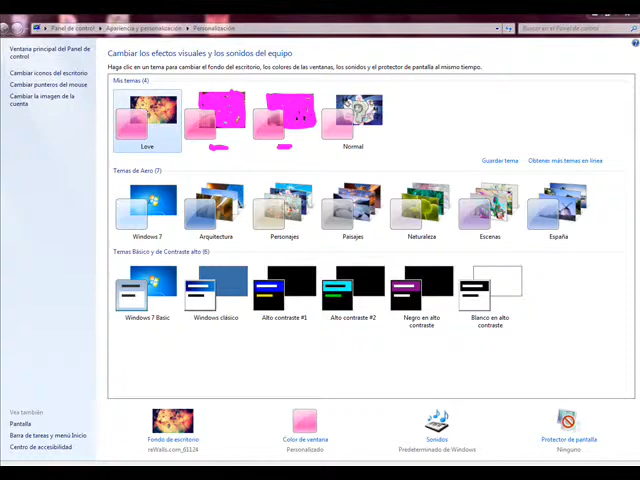 Panel de control ▸ Apariencia y personalización ▸ Personalización
Buscar en el Panel de control
Ventana principal del Panel de
control
Cambiar iconos del escritorio
Cambiar punteros del mouse
Cambiar la imagen de la
cuenta
Cambiar los efectos visuales y los sonidos del equipo
Haga clic en un tema para cambiar el fondo del escritorio, los colores de las ventanas, los sonidos y el protector de pantalla al mismo tiempo.
Mis temas (4)
Love
Normal
Guardar tema
Obtener más temas en línea
Temas de Aero (7)
Windows 7
Arquitectura
Personajes
Paisajes
Naturaleza
Escenas
España
Temas Básico y de Contraste alto (6)
Windows 7 Basic
Windows clásico
Alto contraste #1
Alto contraste #2
Negro en alto
contraste
Blanco en alto
contraste
Vea también
Pantalla
Barra de tareas y menú Inicio
Centro de accesibilidad
Fondo de escritorio
reWalls.com_61124
Color de ventana
Personalizado
Sonidos
Predeterminado de Windows
Protector de pantalla
Ninguno